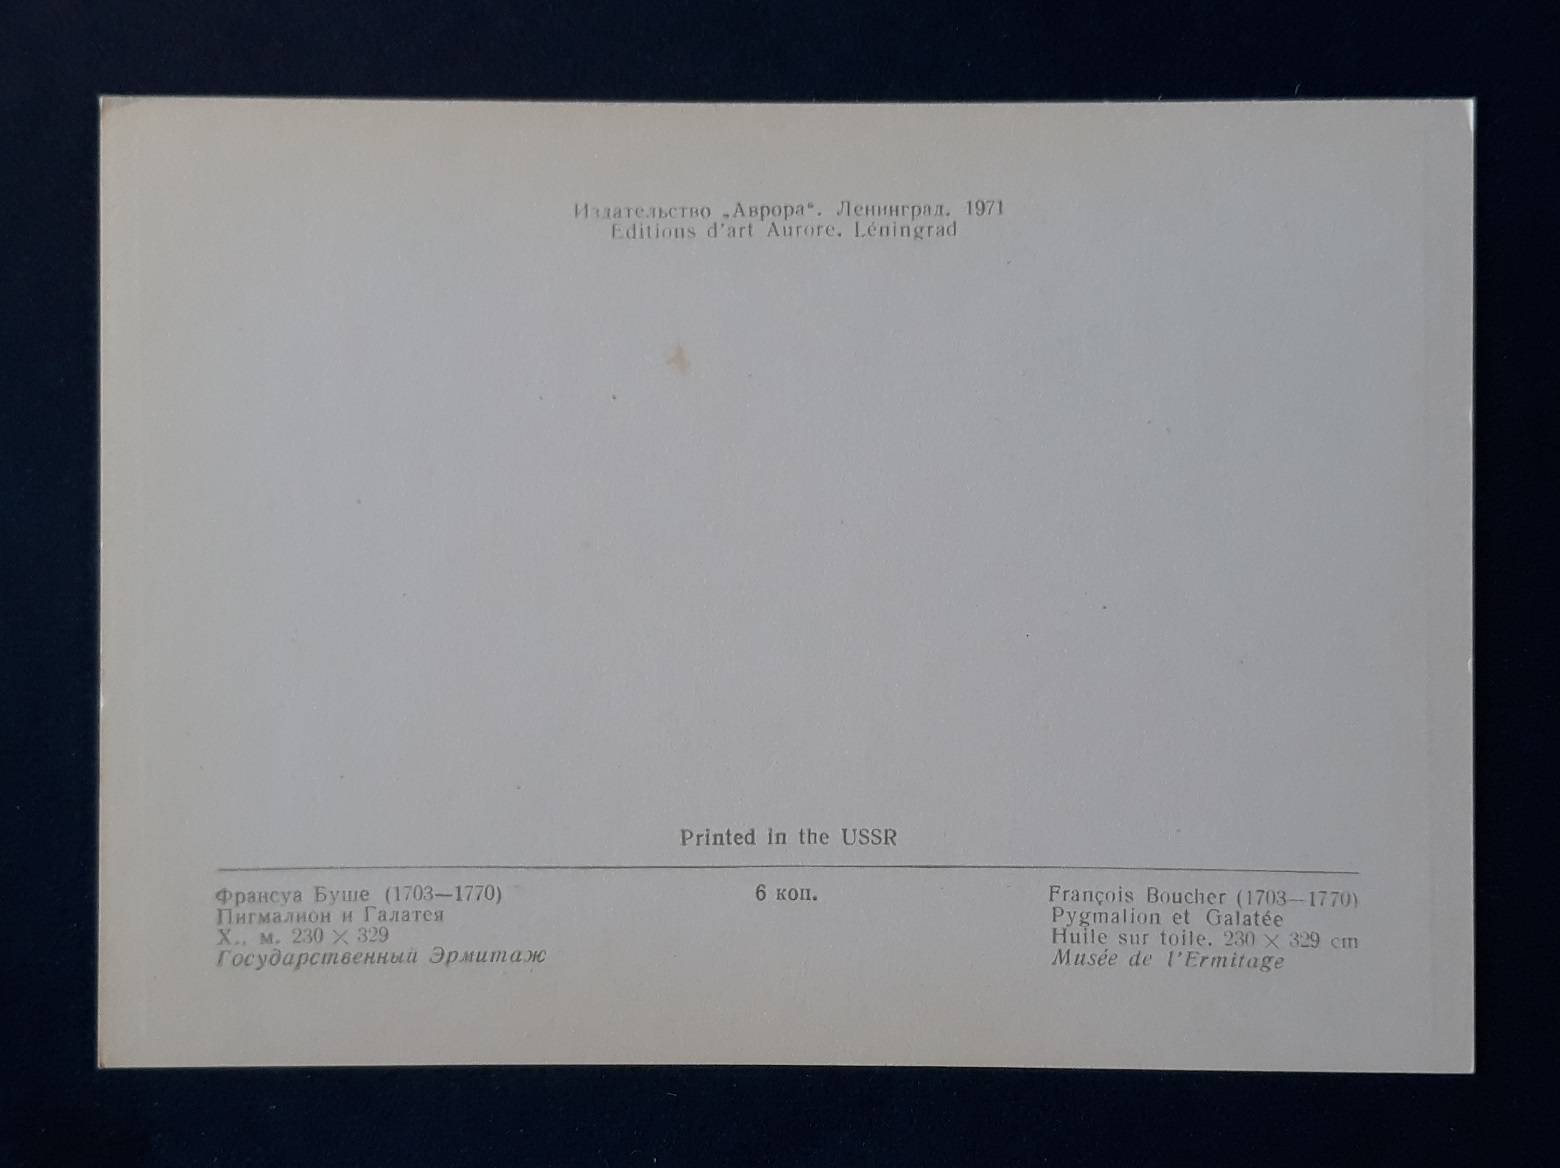 Издательство „Аврора“. Ленинград. 1971
Editions d'art Aurore. Léningrad
Printed in the USSR
Франсуа Буше (1703—1770)
Пигмалион и Галатея
Х., м. 230 × 329
Государственный Эрмитаж
6 коп.
François Boucher (1703—1770)
Pygmalion et Galatée
Huile sur toile. 230 × 329 cm
Musée de l'Ermitage